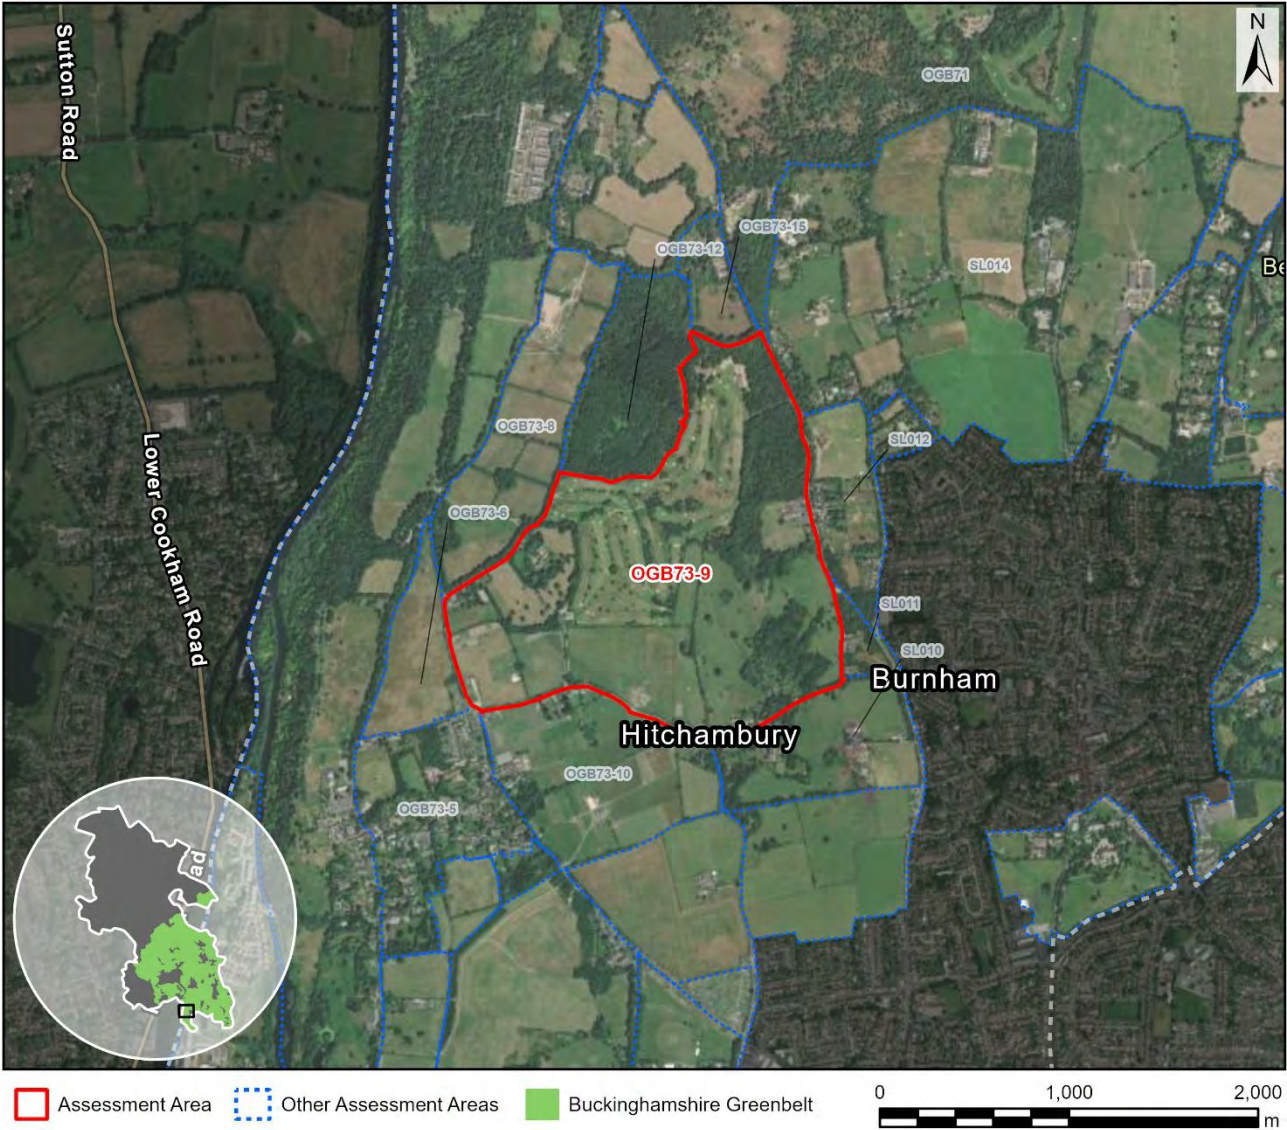 N
Sutton Road
OGB71
OGB73-15
OGB73-12
SL014
Be
OGB73-8
SL012
Lower Cookham Road
OGB73-6
OGB73-9
SL011
SL010
Burnham
Hitchambury
OGB73-10
OGB73-5
ad
Assessment Area
Other Assessment Areas
Buckinghamshire Greenbelt
0 1,000 2,000
m